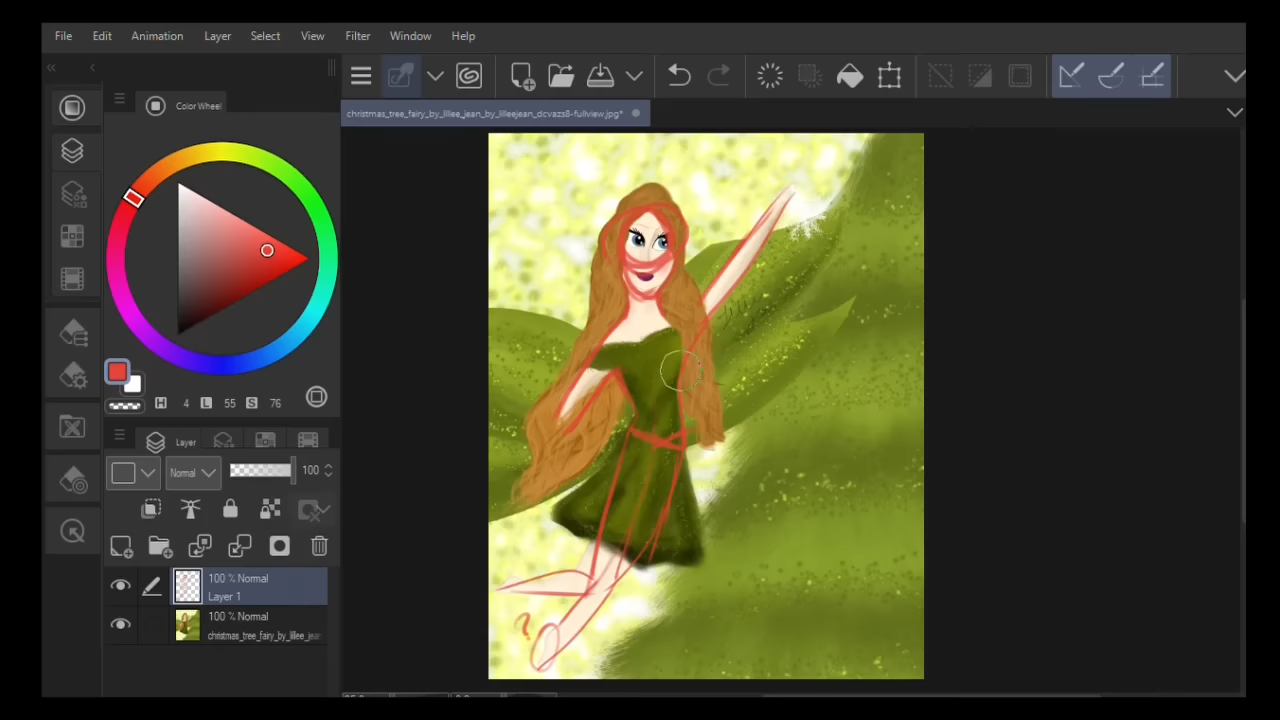 File Edit Animation Layer Select View Filter Window Help
Color Wheel
christmas_tree_fairy_by_lillee_jean_by_lilleejean_dcvazs8-fullview.jpg*
H 4 L 55 S 76
Layer
Normal 100
100 % Normal
Layer 1
100 % Normal
christmas_tree_fairy_by_lillee_jean
?